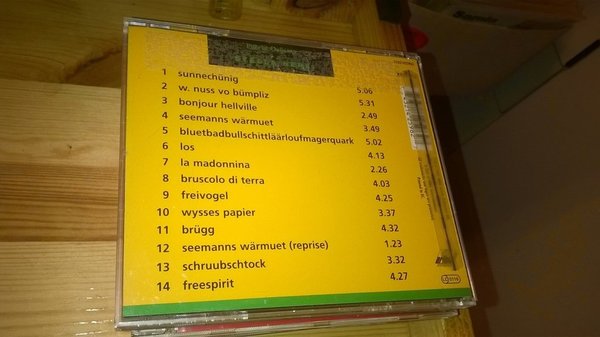 1 sunnechünig 5.06
2 w. nuss vo bümpliz 5.31
3 bonjour hellville 2.49
4 seemanns wärmuet 3.49
5 bluetbadbullschittläärloufmagerquark 5.02
6 los 4.13
7 la madonnina 2.26
8 bruscolo di terra 4.03
9 freivogel 4.25
10 wysses papier 3.37
11 brügg 4.32
12 seemanns wärmuet (reprise) 1.23
13 schruubschtock 3.32
14 freespirit 4.27